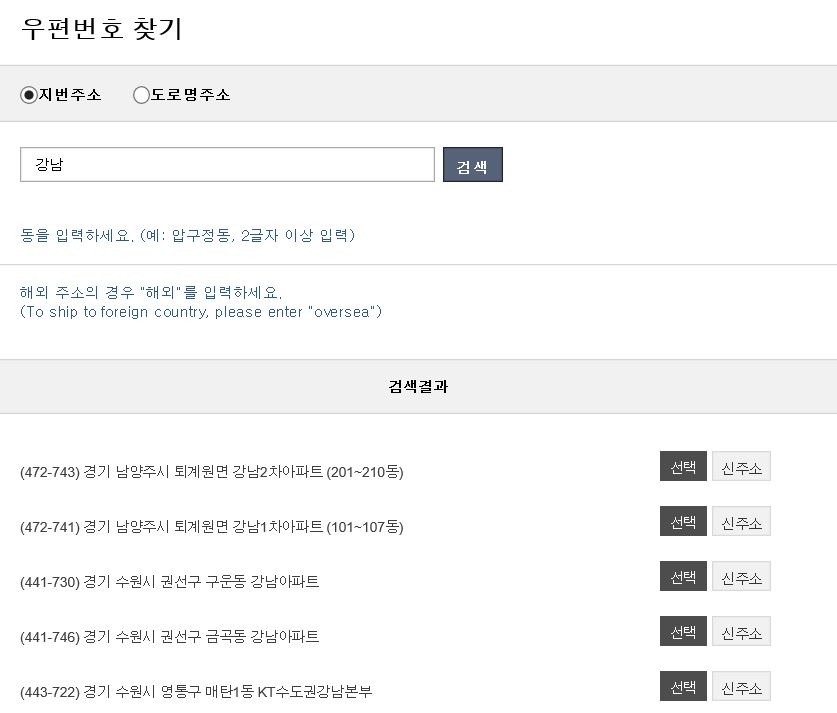 우편번호 찾기
지번주소 도로명주소
강남 검색
동을 입력하세요. (예: 압구정동, 2글자 이상 입력)
해외 주소의 경우 "해외"를 입력하세요.
(To ship to foreign country, please enter "oversea")
검색결과
(472-743) 경기 남양주시 퇴계원면 강남2차아파트 (201~210동) 선택 신주소
(472-741) 경기 남양주시 퇴계원면 강남1차아파트 (101~107동) 선택 신주소
(441-730) 경기 수원시 권선구 구운동 강남아파트 선택 신주소
(441-746) 경기 수원시 권선구 금곡동 강남아파트 선택 신주소
(443-722) 경기 수원시 영통구 매탄1동 KT수도권강남본부 선택 신주소